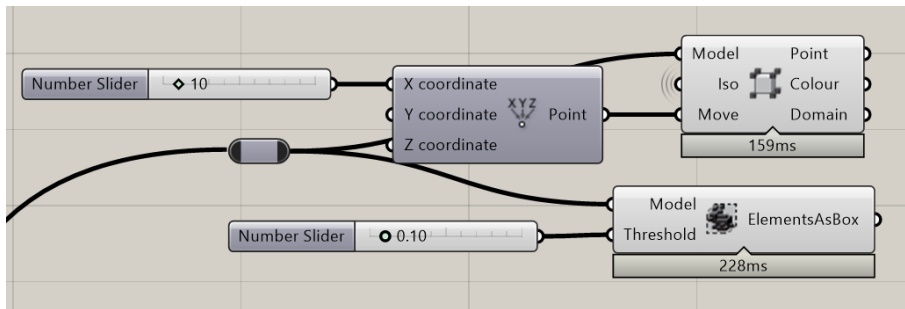 Number Slider 10
X coordinate
Y coordinate
Z coordinate
XYZ
Point
Model
Iso
Move
Point
Colour
Domain
159ms
Number Slider 0.10
Model
Threshold
ElementsAsBox
228ms